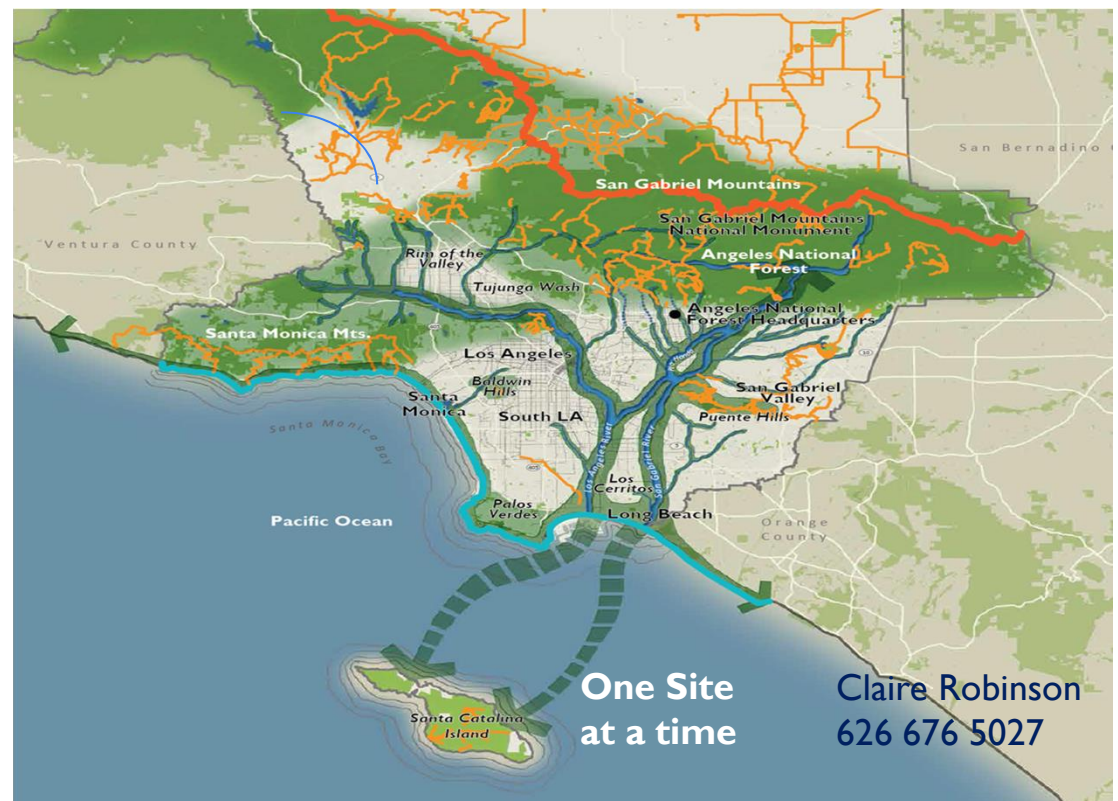 San Bernadino
San Gabriel Mountains
San Gabriel Mountains
National Monument
Ventura County
Rim of the
Valley
Angeles National
Forest
Tujunga Wash
Angeles National
Forest Headquarters
Santa Monica Mts.
Los Angeles
Rio Hondo
Baldwin
Hills
San Gabriel
Valley
Santa
Monica
South LA
Puente Hills
Santa Monica Bay
Los Angeles River
San Gabriel River
Los
Cerritos
Palos
Verdes
Long Beach
Pacific Ocean
Orange
County
One Site
at a time
Claire Robinson
626 676 5027
Santa Catalina
Island